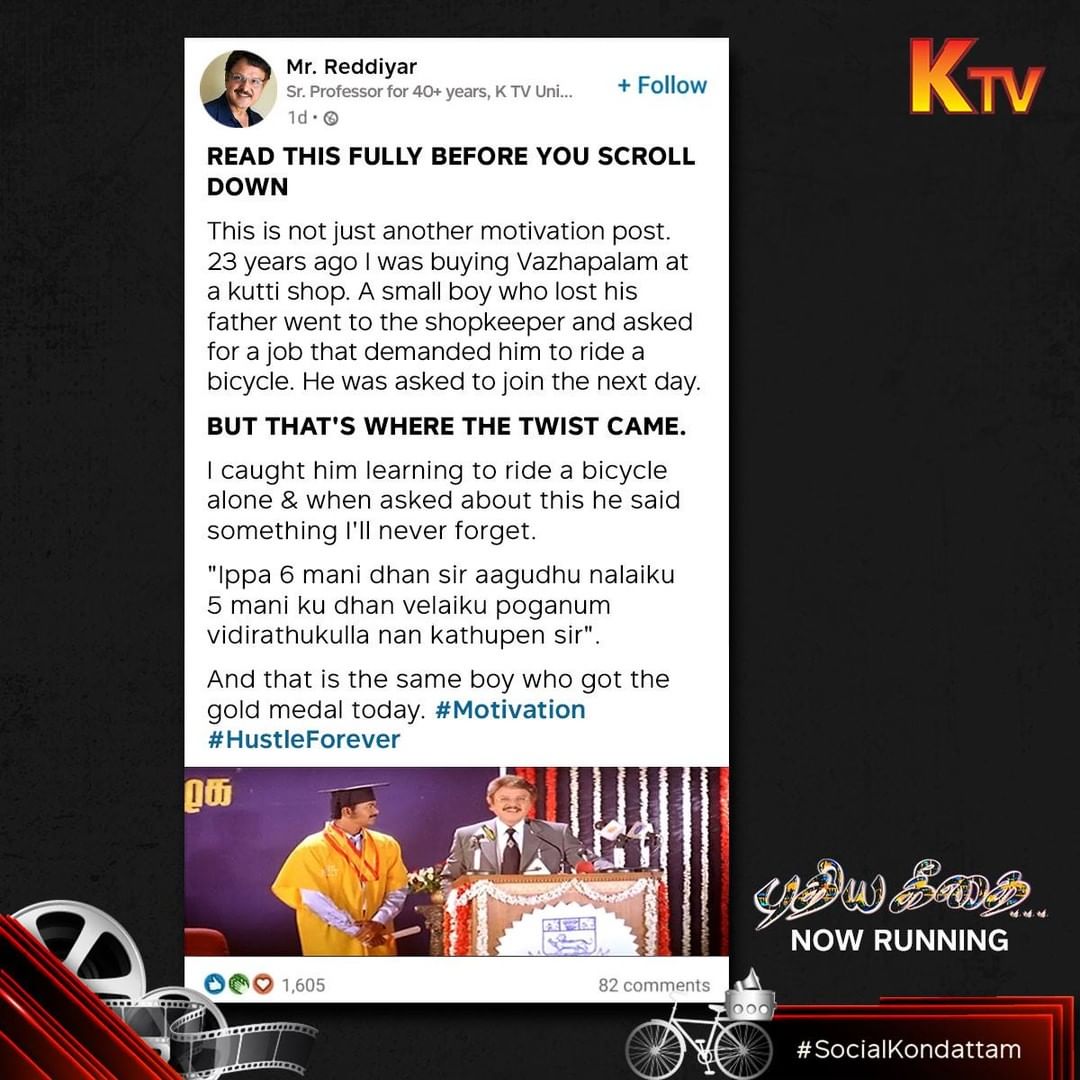 Mr. Reddiyar
Sr. Professor for 40+ years, K TV Uni...
+ Follow
1d •
KTV
READ THIS FULLY BEFORE YOU SCROLL
DOWN
This is not just another motivation post.
23 years ago I was buying Vazhapalam at
a kutti shop. A small boy who lost his
father went to the shopkeeper and asked
for a job that demanded him to ride a
bicycle. He was asked to join the next day.
BUT THAT'S WHERE THE TWIST CAME.
I caught him learning to ride a bicycle
alone & when asked about this he said
something I'll never forget.
"Ippa 6 mani dhan sir aagudhu nalaiku
5 mani ku dhan velaiku poganum
vidirathukulla nan kathupen sir".
And that is the same boy who got the
gold medal today. #Motivation
#HustleForever
ழக
புதிய கீதை...
NOW RUNNING
1,605
82 comments
#SocialKondattam